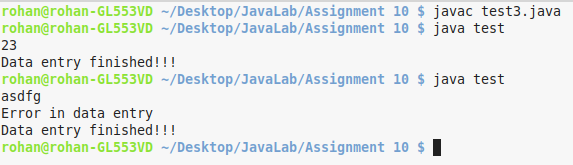 rohan@rohan-GL553VD ~/Desktop/JavaLab/Assignment 10 $ javac test3.java
rohan@rohan-GL553VD ~/Desktop/JavaLab/Assignment 10 $ java test
23
Data entry finished!!!
rohan@rohan-GL553VD ~/Desktop/JavaLab/Assignment 10 $ java test
asdfg
Error in data entry
Data entry finished!!!
rohan@rohan-GL553VD ~/Desktop/JavaLab/Assignment 10 $